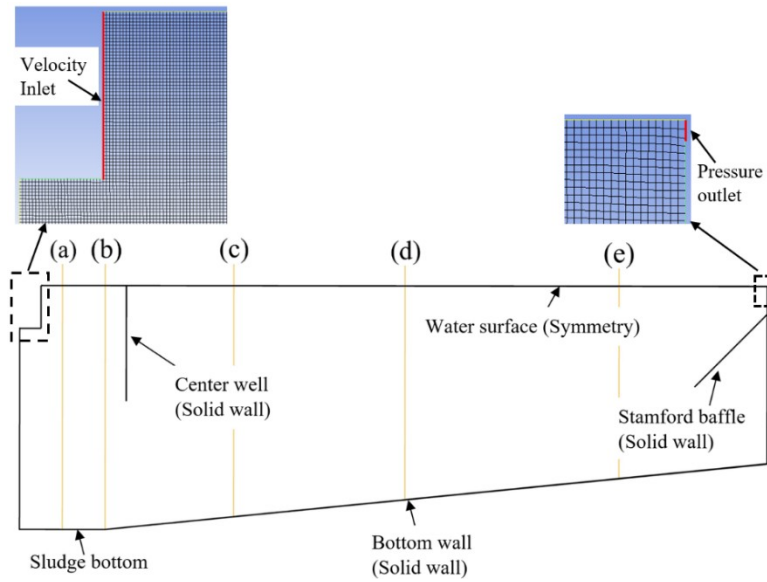 Velocity
Inlet
Pressure
outlet
(a)
(b)
(c)
(d)
(e)
Water surface (Symmetry)
Center well
(Solid wall)
Stamford baffle
(Solid wall)
Bottom wall
(Solid wall)
Sludge bottom